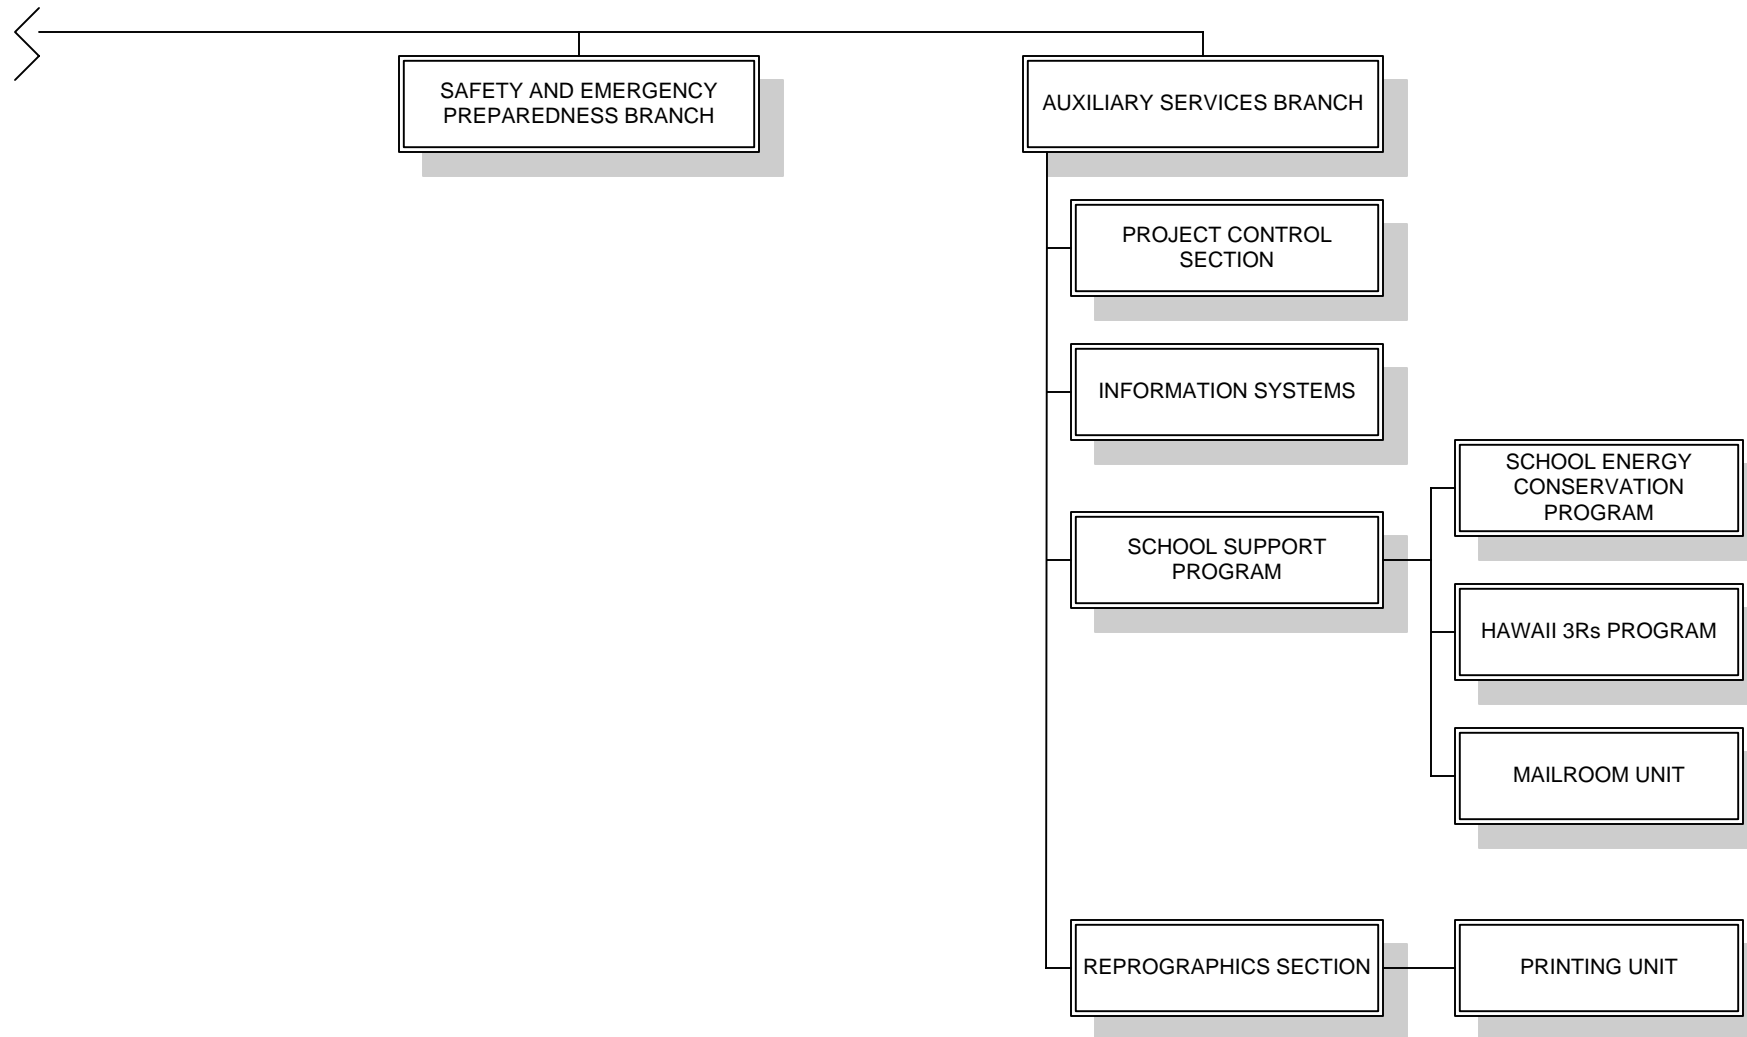 SAFETY AND EMERGENCY
PREPAREDNESS BRANCH
AUXILIARY SERVICES BRANCH
PROJECT CONTROL
SECTION
INFORMATION SYSTEMS
SCHOOL SUPPORT
PROGRAM
SCHOOL ENERGY
CONSERVATION
PROGRAM
HAWAII 3Rs PROGRAM
MAILROOM UNIT
REPROGRAPHICS SECTION
PRINTING UNIT